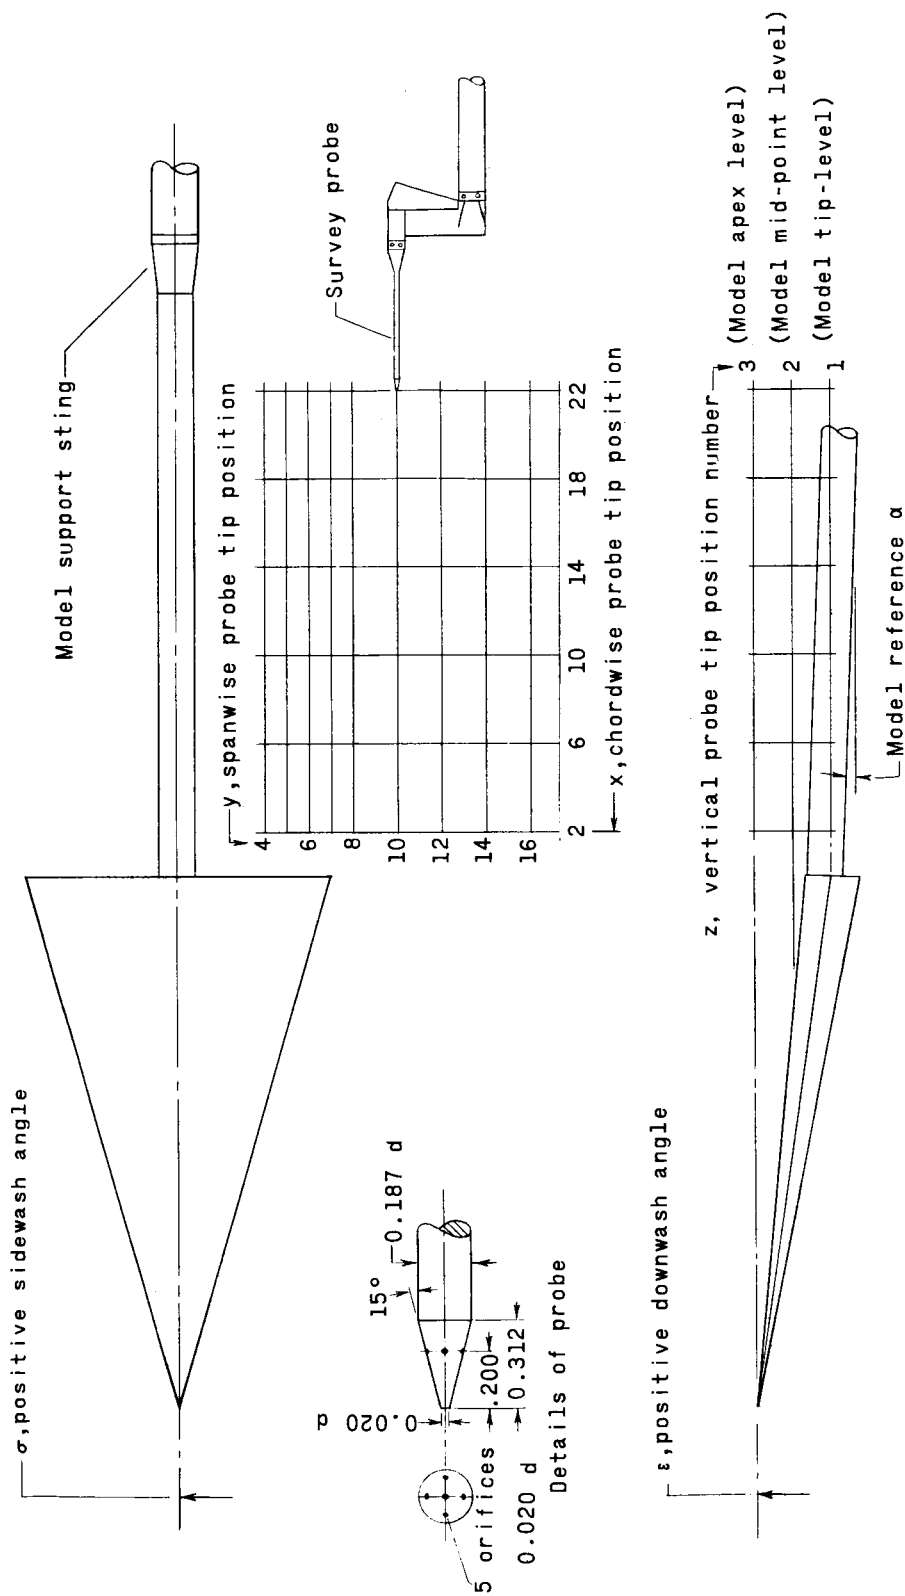 σ,positive sidewash angle
Model support sting
y,spanwise probe tip position
4
6
8
10
12
14
16
2
6
10
14
18
22
x,chordwise probe tip position
Survey probe
15°
0.187 d
0.020 d
.200
0.312
5 orifices
0.020 d
Details of probe
ε,positive downwash angle
z, vertical probe tip position number
3 (Model apex level)
2 (Model mid-point level)
1 (Model tip-level)
Model reference α